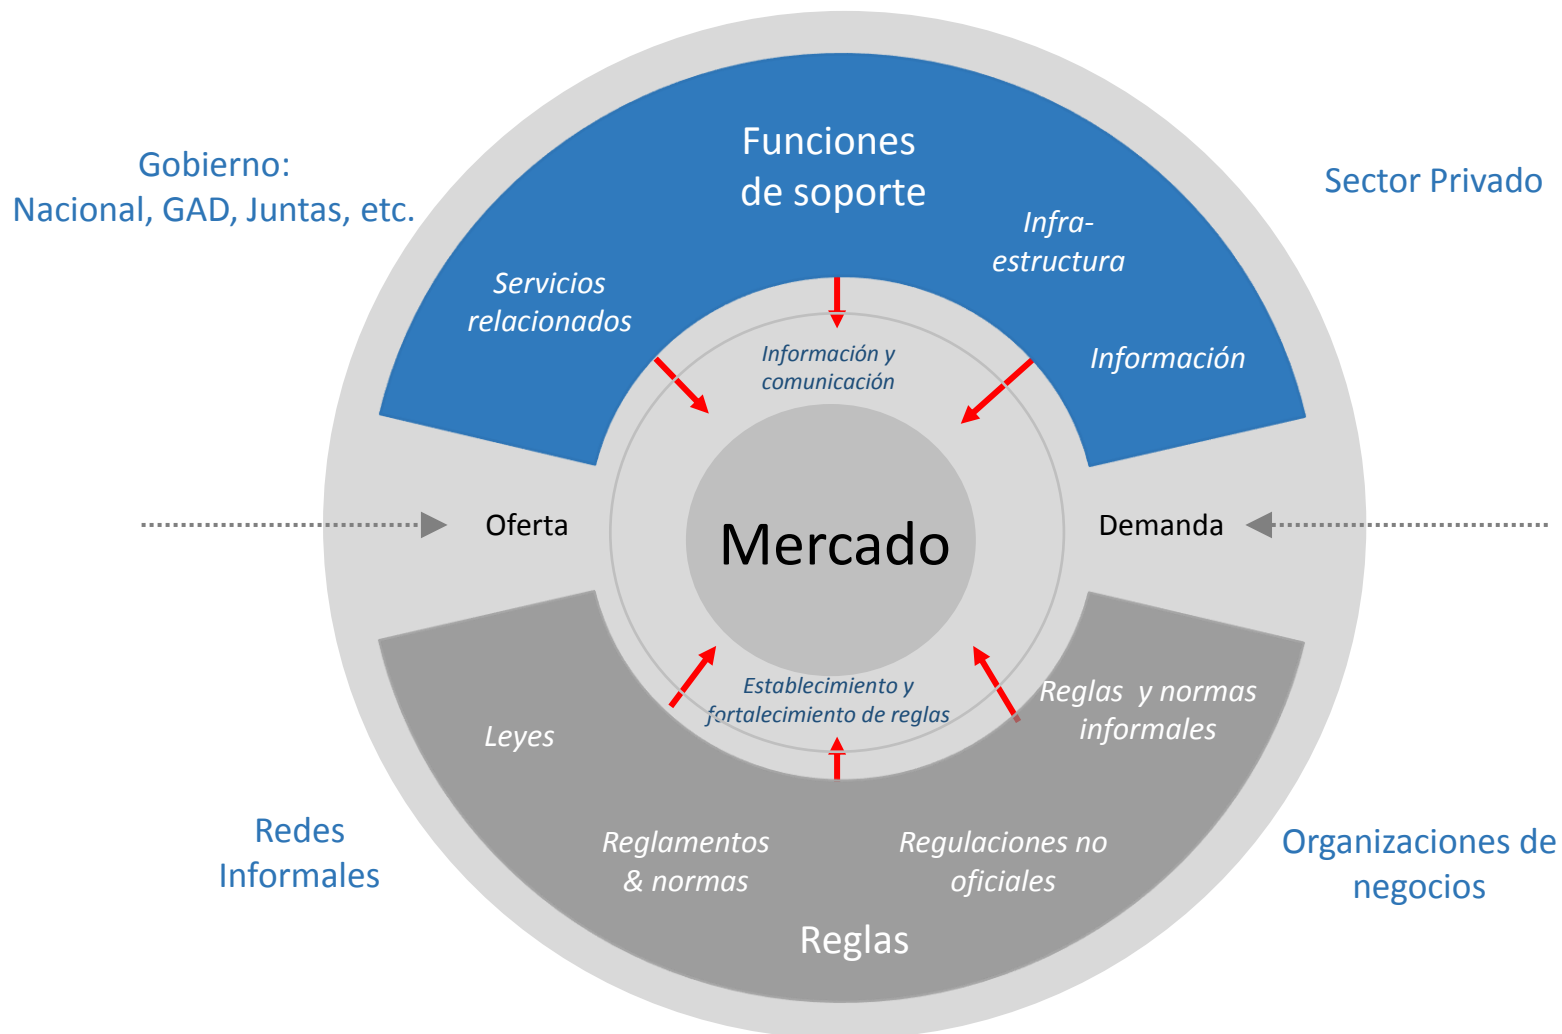 Funciones
de soporte
Gobierno:
Nacional, GAD, Juntas, etc.
Sector Privado
Infra-
estructura
Servicios
relacionados
Información
Información y
comunicación
Oferta
Mercado
Demanda
Establecimiento y
fortalecimiento de reglas
Reglas y normas
informales
Leyes
Reglamentos
& normas
Regulaciones no
oficiales
Reglas
Redes
Informales
Organizaciones de
negocios